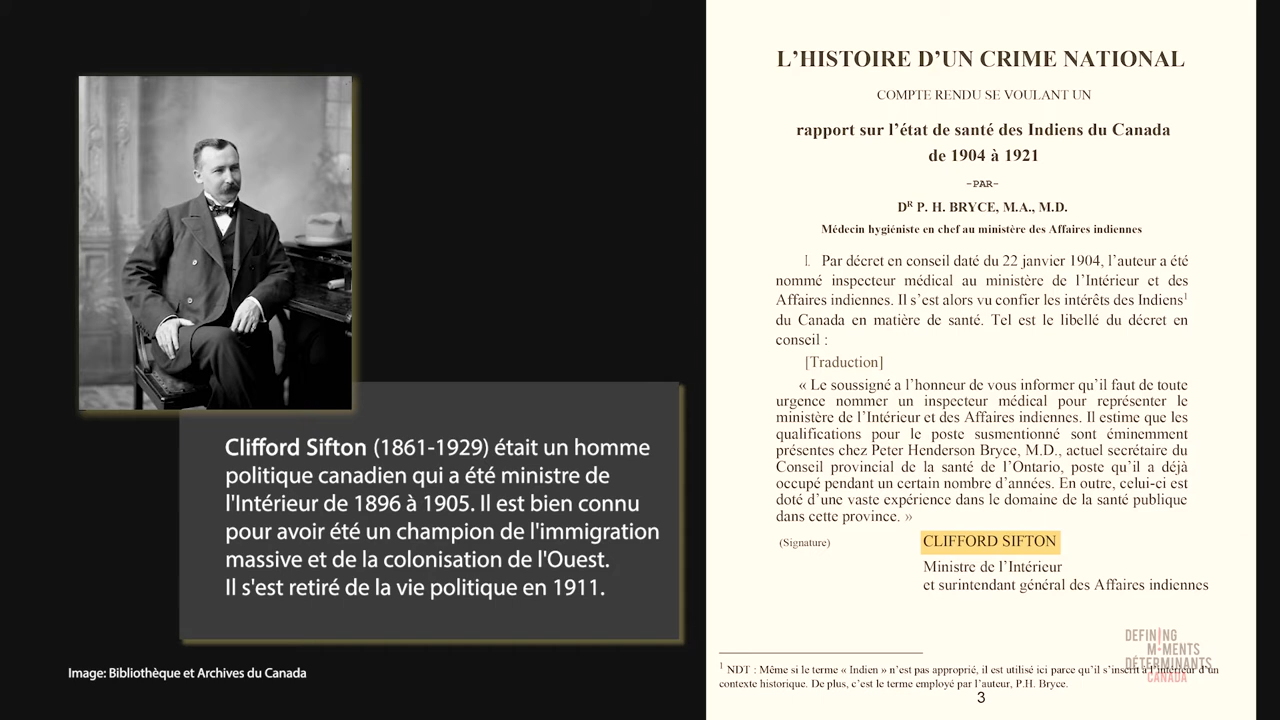 Clifford Sifton (1861-1929) était un homme
politique canadien qui a été ministre de
l'Intérieur de 1896 à 1905. Il est bien connu
pour avoir été un champion de l'immigration
massive et de la colonisation de l'Ouest.
Il s'est retiré de la vie politique en 1911.
Image: Bibliothèque et Archives du Canada
L'HISTOIRE D'UN CRIME NATIONAL
COMPTE RENDU SE VOULANT UN
rapport sur l'état de santé des Indiens du Canada
de 1904 à 1921
-PAR-
Dᴿ P. H. BRYCE, M.A., M.D.
Médecin hygiéniste en chef au ministère des Affaires indiennes
I. Par décret en conseil daté du 22 janvier 1904, l'auteur a été
nommé inspecteur médical au ministère de l'Intérieur et des
Affaires indiennes. Il s'est alors vu confier les intérêts des Indiens¹
du Canada en matière de santé. Tel est le libellé du décret en
conseil :
[Traduction]
« Le soussigné a l'honneur de vous informer qu'il faut de toute
urgence nommer un inspecteur médical pour représenter le
ministère de l'Intérieur et des Affaires indiennes. Il estime que les
qualifications pour le poste susmentionné sont éminemment
présentes chez Peter Henderson Bryce, M.D., actuel secrétaire du
Conseil provincial de la santé de l'Ontario, poste qu'il a déjà
occupé pendant un certain nombre d'années. En outre, celui-ci est
doté d'une vaste expérience dans le domaine de la santé publique
dans cette province. »
(Signature) CLIFFORD SIFTON
Ministre de l'Intérieur
et surintendant général des Affaires indiennes
DEFINING
MOMENTS
DÉTERMINANTS
CANADA
¹ NDT : Même si le terme « Indien » n'est pas approprié, il est utilisé ici parce qu'il s'inscrit à l'intérieur d'un
contexte historique. De plus, c'est le terme employé par l'auteur, P.H. Bryce.
3